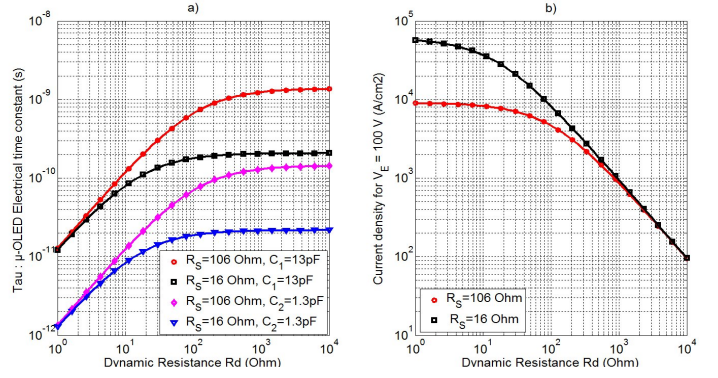 a)
b)
Tau : µ-OLED Electrical time constant (s)
10^-8
10^-9
10^-10
10^-11
10^-12
R_S=106 Ohm, C_1=13pF
R_S=16 Ohm, C_1=13pF
R_S=106 Ohm, C_2=1.3pF
R_S=16 Ohm, C_2=1.3pF
10^0 10^1 10^2 10^3 10^4
Dynamic Resistance Rd (Ohm)
Current density for V_E = 100 V (A/cm2)
10^5
10^4
10^3
10^2
10^1
R_S=106 Ohm
R_S=16 Ohm
10^0 10^1 10^2 10^3 10^4
Dynamic Resistance Rd (Ohm)